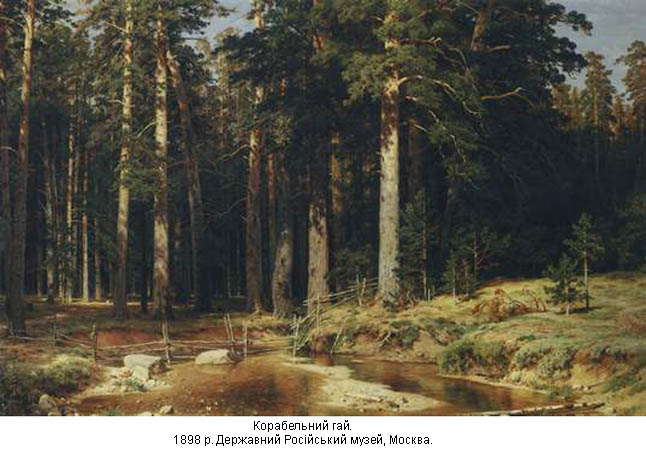 Корабельний гай.
1898 р. Державний Російський музей, Москва.